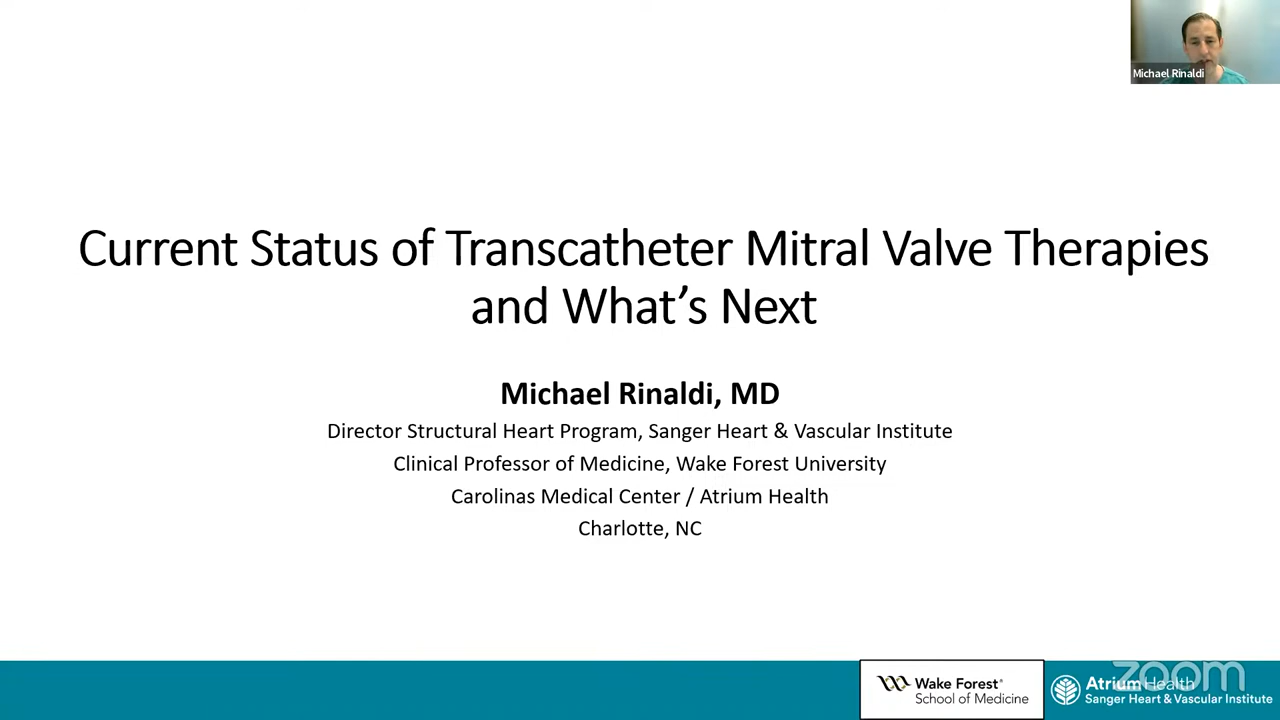 Michael Rinaldi
Current Status of Transcatheter Mitral Valve Therapies
and What’s Next
Michael Rinaldi, MD
Director Structural Heart Program, Sanger Heart & Vascular Institute
Clinical Professor of Medicine, Wake Forest University
Carolinas Medical Center / Atrium Health
Charlotte, NC
zoom
Wake Forest®
School of Medicine
Atrium Health
Sanger Heart & Vascular Institute